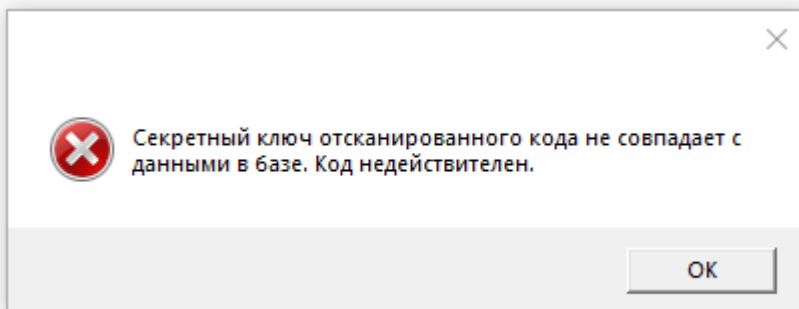 Секретный ключ отсканированного кода не совпадает с
данными в базе. Код недействителен.
OK